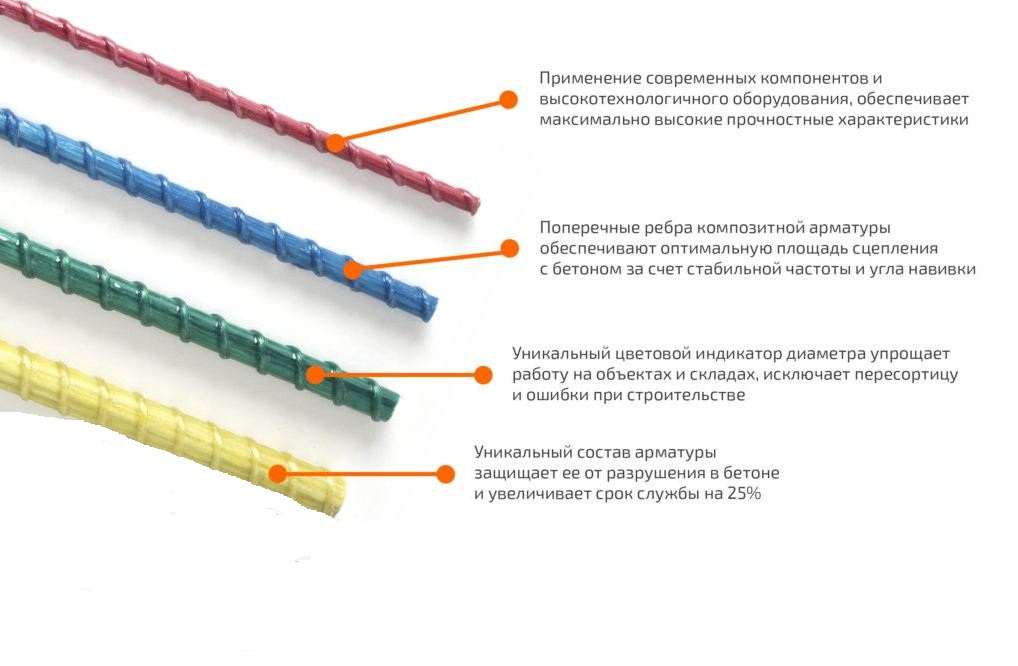 Применение современных компонентов и
высокотехнологичного оборудования, обеспечивает
максимально высокие прочностные характеристики
Поперечные ребра композитной арматуры
обеспечивают оптимальную площадь сцепления
с бетоном за счет стабильной частоты и угла навивки
Уникальный цветовой индикатор диаметра упрощает
работу на объектах и складах, исключает пересортицу
и ошибки при строительстве
Уникальный состав арматуры
защищает ее от разрушения в бетоне
и увеличивает срок службы на 25%